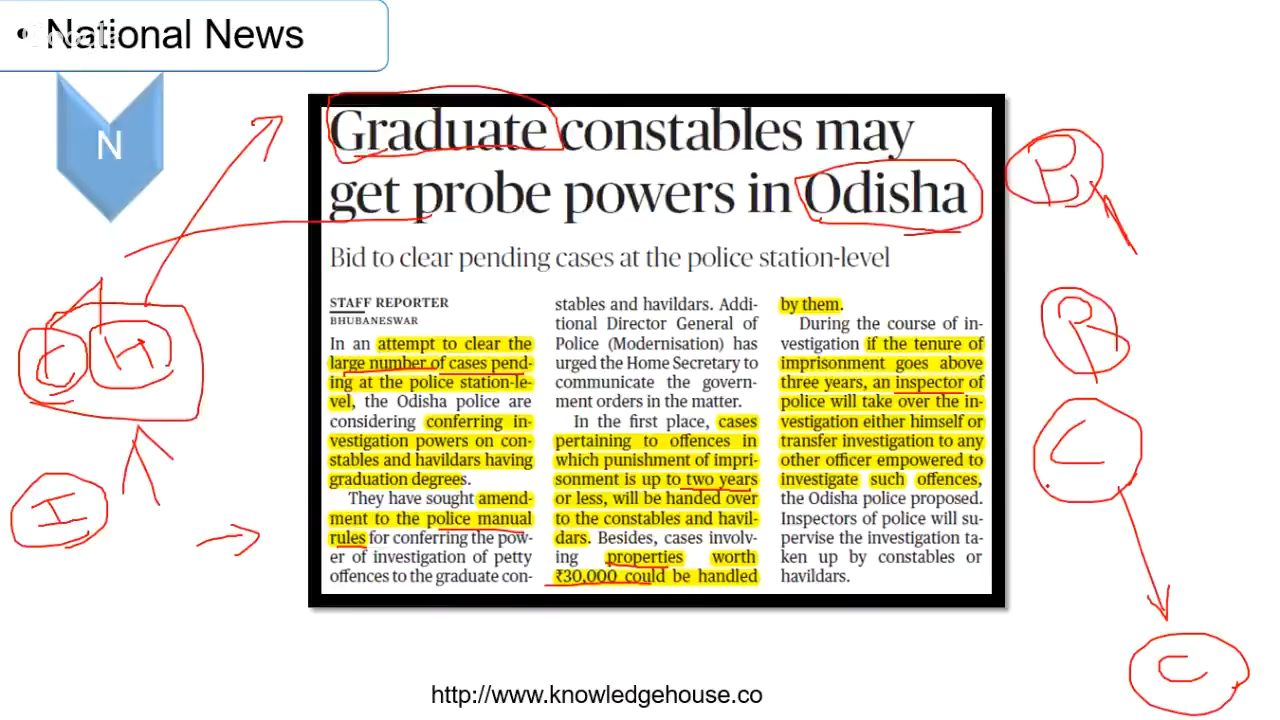 • National News
N
Graduate constables may
get probe powers in Odisha
Bid to clear pending cases at the police station-level
STAFF REPORTER
BHUBANESWAR
In an attempt to clear the
large number of cases pend-
ing at the police station-le-
vel, the Odisha police are
considering conferring in-
vestigation powers on con-
stables and havildars having
graduation degrees.
They have sought amend-
ment to the police manual
rules for conferring the pow-
er of investigation of petty
offences to the graduate con-
stables and havildars. Addi-
tional Director General of
Police (Modernisation) has
urged the Home Secretary to
communicate the govern-
ment orders in the matter.
In the first place, cases
pertaining to offences in
which punishment of impri-
sonment is up to two years
or less, will be handed over
to the constables and havil-
dars. Besides, cases involv-
ing properties worth
₹30,000 could be handled
by them.
During the course of in-
vestigation if the tenure of
imprisonment goes above
three years, an inspector of
police will take over the in-
vestigation either himself or
transfer investigation to any
other officer empowered to
investigate such offences,
the Odisha police proposed.
Inspectors of police will su-
pervise the investigation ta-
ken up by constables or
havildars.
H
I
B
R
C
C
http://www.knowledgehouse.co